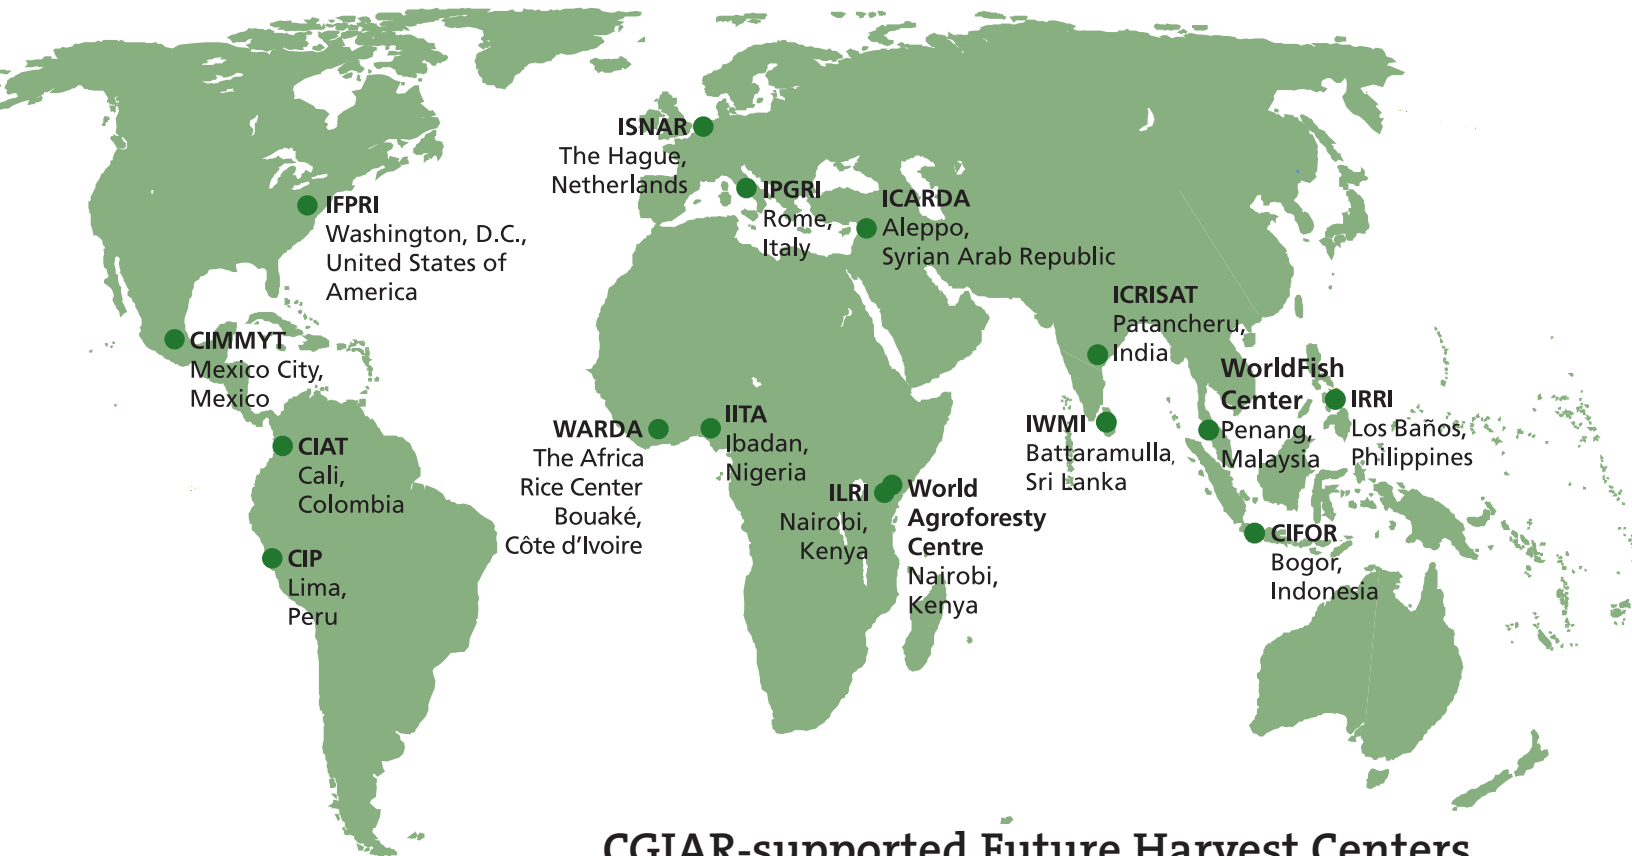 ISNAR
The Hague,
Netherlands
IPGRI
Rome,
Italy
ICARDA
Aleppo,
Syrian Arab Republic
IFPRI
Washington, D.C.,
United States of
America
ICRISAT
Patancheru,
India
CIMMYT
Mexico City,
Mexico
WorldFish
Center
Penang,
Malaysia
IRRI
Los Baños,
Philippines
CIAT
Cali,
Colombia
WARDA
The Africa
Rice Center
Bouaké,
Côte d'Ivoire
IITA
Ibadan,
Nigeria
IWMI
Battaramulla,
Sri Lanka
ILRI
Nairobi,
Kenya
World
Agroforesty
Centre
Nairobi,
Kenya
CIP
Lima,
Peru
CIFOR
Bogor,
Indonesia
CGIAR-supported Future Harvest Centers